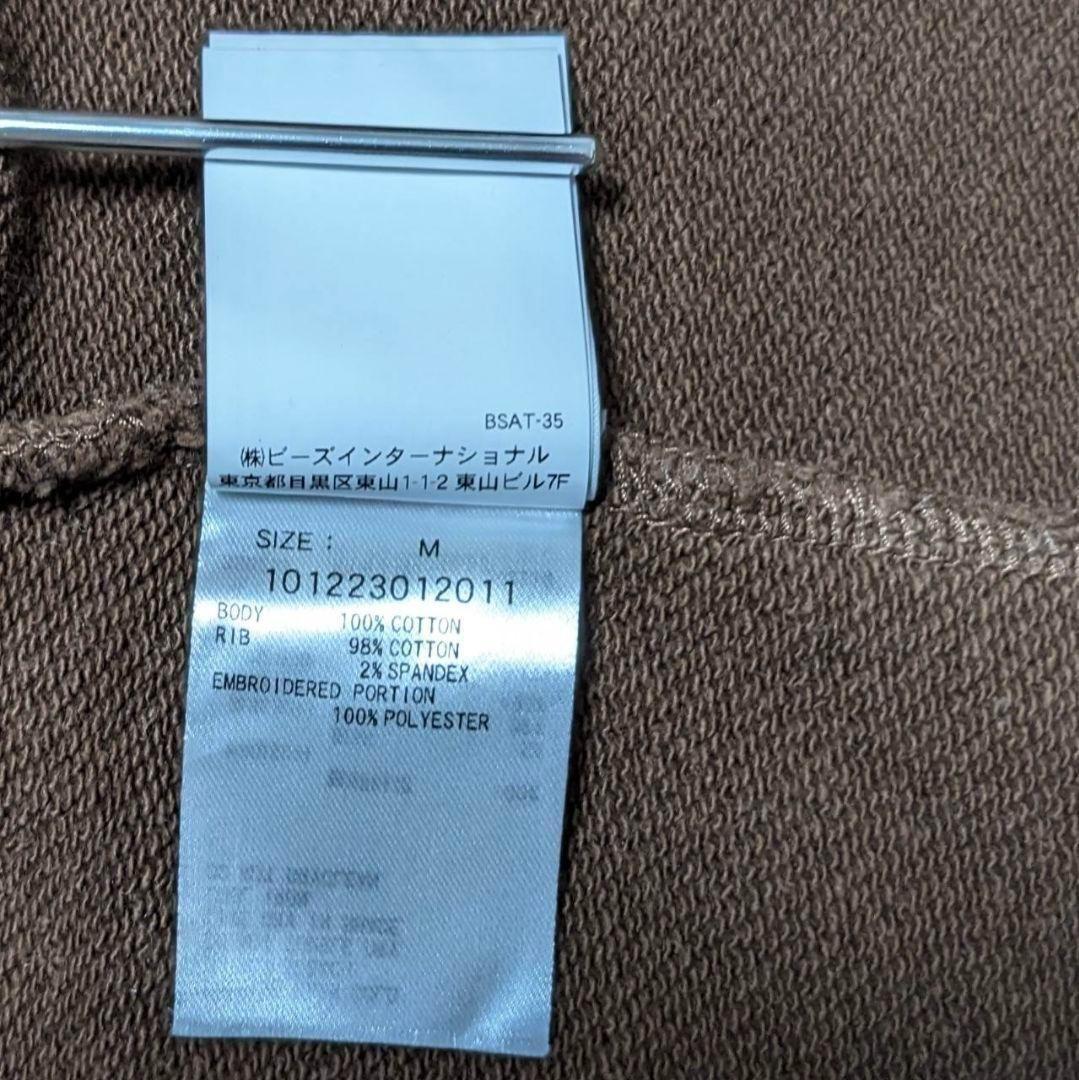 BSAT-35
㈱ビーズインターナショナル
東京都目黒区東山1-1-2 東山ビル7F
SIZE : M
101223012011
BODY 100% COTTON
RIB 98% COTTON
2% SPANDEX
EMBROIDERED PORTION
100% POLYESTER